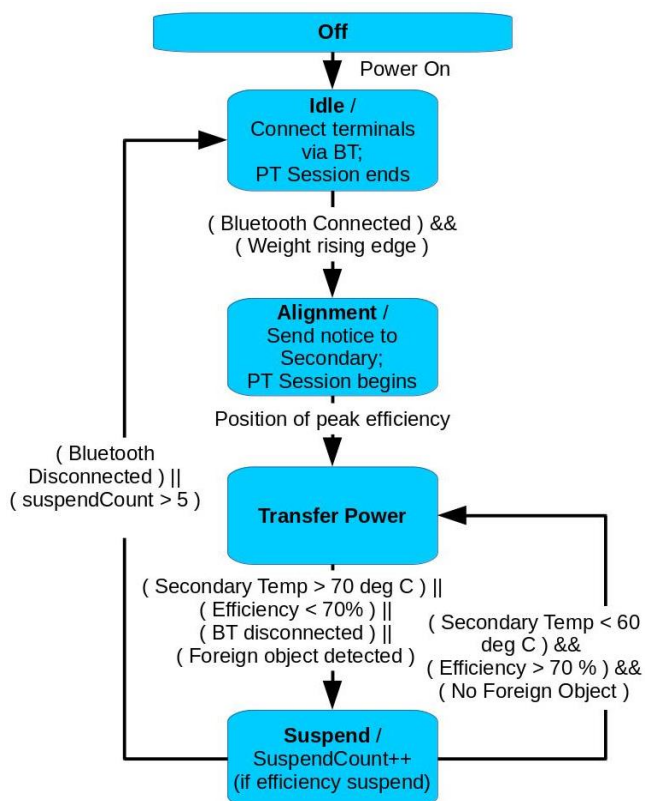 Off
Power On
Idle /
Connect terminals
via BT;
PT Session ends
( Bluetooth Connected ) &&
( Weight rising edge )
Alignment /
Send notice to
Secondary;
PT Session begins
Position of peak efficiency
( Bluetooth
Disconnected ) ||
( suspendCount > 5 )
Transfer Power
( Secondary Temp > 70 deg C ) ||
( Efficiency < 70% ) ||
( BT disconnected ) ||
( Foreign object detected )
( Secondary Temp < 60
deg C ) &&
( Efficiency > 70 % ) &&
( No Foreign Object )
Suspend /
SuspendCount++
(if efficiency suspend)